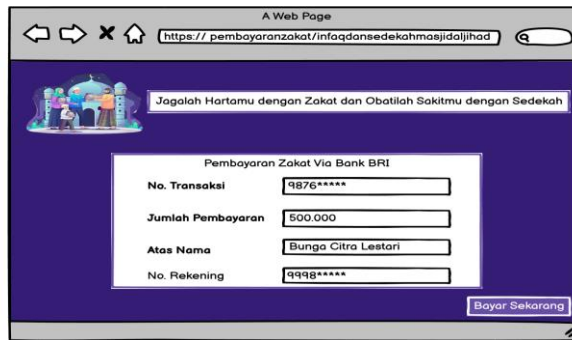 A Web Page
https:// pembayaranzakat/infaqdansedekahmasjidaljihad
Jagalah Hartamu dengan Zakat dan Obatilah Sakitmu dengan Sedekah
Pembayaran Zakat Via Bank BRI
No. Transaksi 9876*****
Jumlah Pembayaran 500.000
Atas Nama Bunga Citra Lestari
No. Rekening 9998*****
Bayar Sekarang